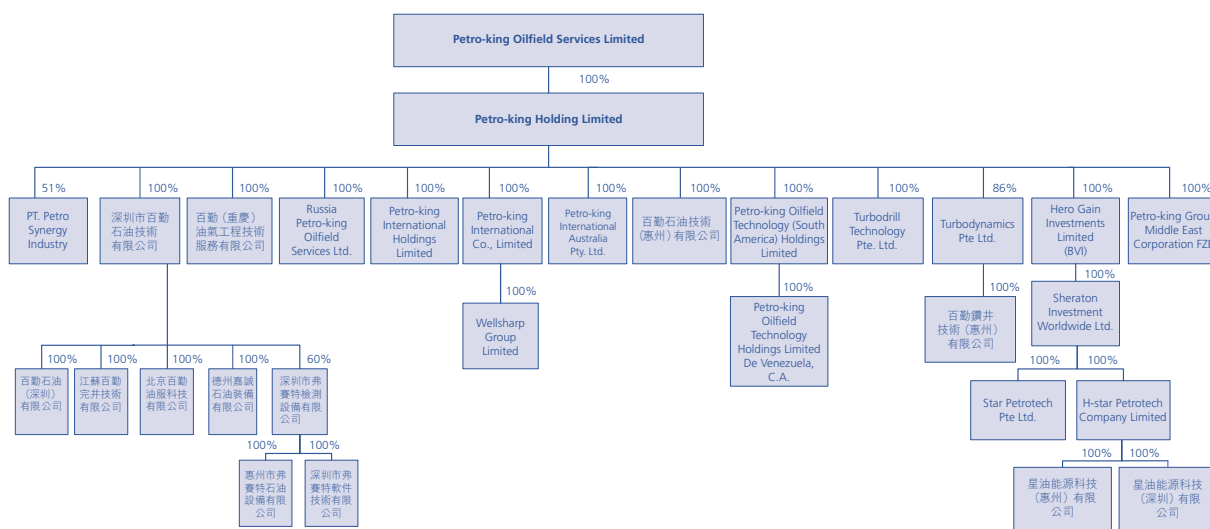 Petro-king Oilfield Services Limited
100%
Petro-king Holding Limited
51%
100%
100%
100%
100%
100%
100%
100%
100%
86%
100%
100%
PT. Petro
Synergy
Industry
深圳市百勤
石油技術
有限公司
百勤（重慶）
油氣工程技術
服務有限公司
Russia
Petro-king
Oilfield
Services Ltd.
Petro-king
International
Holdings
Limited
Petro-king
International
Co., Limited
Petro-king
International
Australia
Pty. Ltd.
百勤石油技術
（惠州）有限公司
Petro-king Oilfield
Technology (South
America) Holdings
Limited
Turbodrill
Technology
Pte. Ltd.
Turbodynamics
Pte Ltd.
Hero Gain
Investments
Limited
(BVI)
Petro-king Group
Middle East
Corporation FZE
100%
Wellsharp
Group
Limited
100%
Petro-king
Oilfield
Technology
Holdings Limited
De Venezuela,
C.A.
100%
百勤鑽井
技術（惠州）
有限公司
100%
Sheraton
Investment
Worldwide Ltd.
100%
100%
100%
100%
60%
百勤石油
（深圳）
有限公司
江蘇百勤
完井技術
有限公司
北京百勤
油服科技
有限公司
德州嘉誠
石油裝備
有限公司
深圳市弗
賽特檢測
設備有限
公司
100%
100%
Star Petrotech
Pte Ltd.
H-star Petrotech
Company Limited
100%
100%
惠州市弗
賽特石油
設備有限
公司
深圳市弗
賽特軟件
技術有限
公司
100%
100%
星油能源科技
（惠州）有限
公司
星油能源科技
（深圳）有限
公司